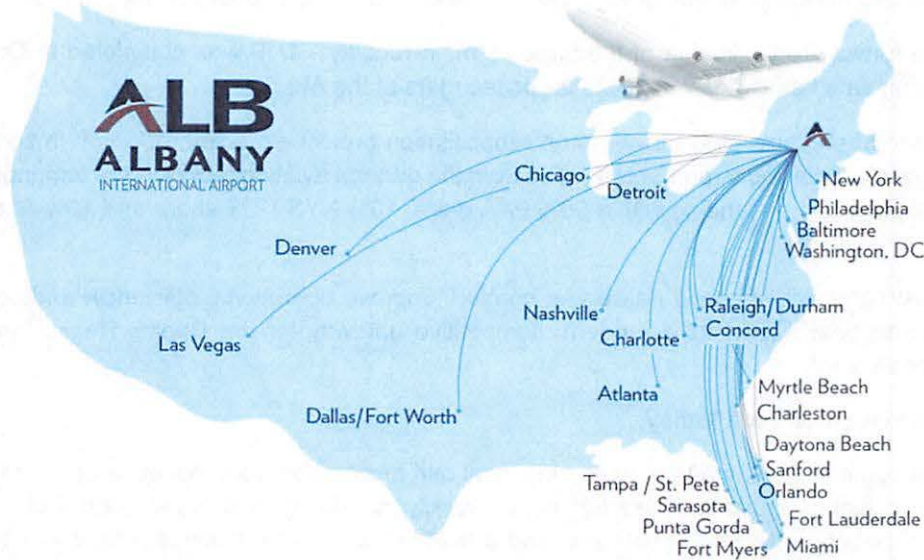 ALB
ALBANY
INTERNATIONAL AIRPORT
Chicago
Detroit
New York
Philadelphia
Baltimore
Washington, DC
Denver
Las Vegas
Nashville
Raleigh/Durham
Concord
Charlotte
Dallas/Fort Worth
Atlanta
Myrtle Beach
Charleston
Daytona Beach
Sanford
Orlando
Tampa / St. Pete
Sarasota
Punta Gorda
Fort Myers
Fort Lauderdale
Miami